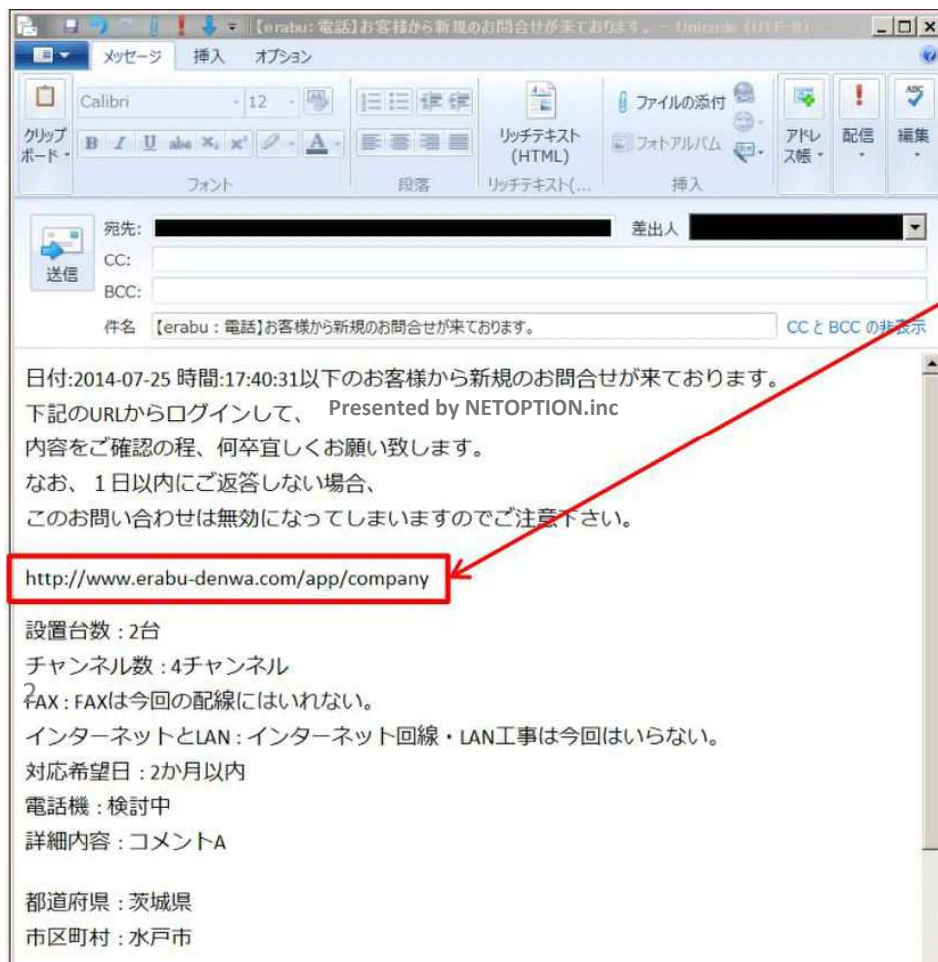 【erabu：電話】お客様から新規のお問合せが来ております。 - Unicode (UTF-8)
メッセージ 挿入 オプション
Calibri 12
ファイルの添付
フォトアルバム
クリップボード
B I U abc X₂ X² A
リッチテキスト
(HTML)
アドレス帳 配信 編集
フォント 段落 リッチテキスト(... 挿入
宛先: 差出人
送信
CC:
BCC:
件名 【erabu：電話】お客様から新規のお問合せが来ております。 CC と BCC の非表示
日付:2014-07-25 時間:17:40:31以下のお客様から新規のお問合せが来ております。
下記のURLからログインして、
Presented by NETOPTION.inc
内容をご確認の程、何卒宜しくお願い致します。
なお、１日以内にご返答しない場合、
このお問い合わせは無効になってしまいますのでご注意下さい。
http://www.erabu-denwa.com/app/company
設置台数 : 2台
チャンネル数 : 4チャンネル
2
FAX : FAXは今回の配線にはいれない。
インターネットとLAN : インターネット回線・LAN工事は今回はいらない。
対応希望日 : 2か月以内
電話機 : 検討中
詳細内容 : コメントA
都道府県 : 茨城県
市区町村 : 水戸市